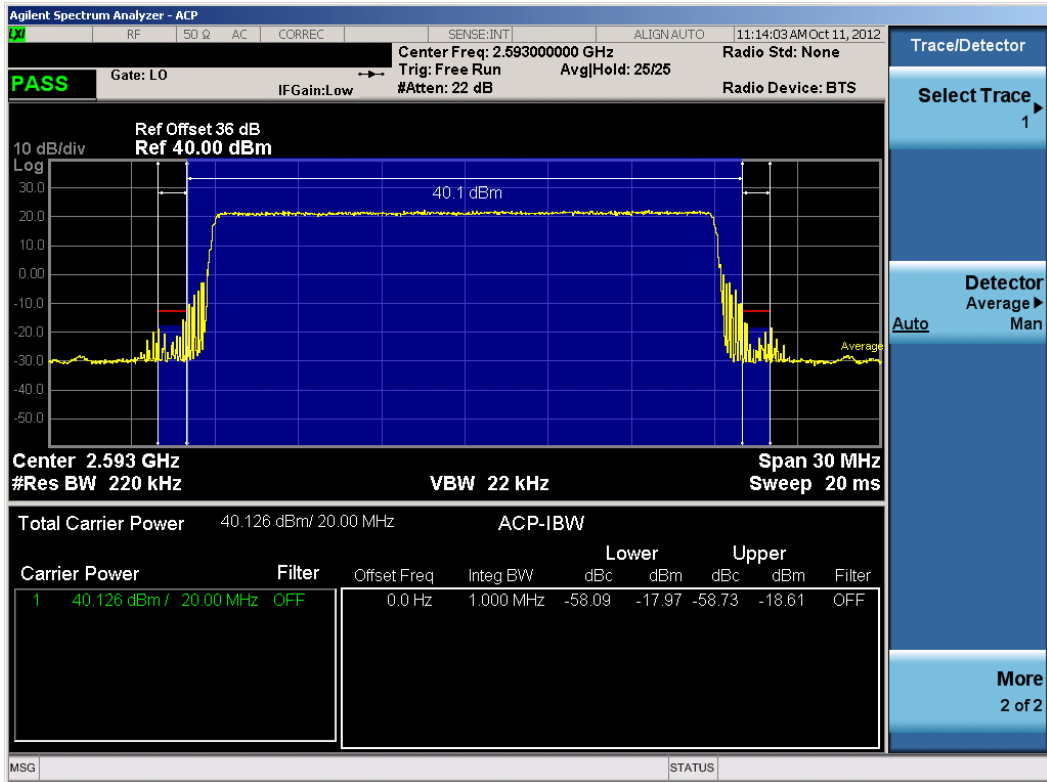 Agilent Spectrum Analyzer - ACP
LXI RF 50 Ω AC CORREC SENSE:INT ALIGN AUTO 11:14:03 AM Oct 11, 2012
Center Freq: 2.593000000 GHz Radio Std: None
PASS Gate: LO Trig: Free Run Avg|Hold: 25/25
IFGain:Low #Atten: 22 dB Radio Device: BTS
Ref Offset 36 dB
10 dB/div Ref 40.00 dBm
Log
30.0
40.1 dBm
20.0
10.0
0.00
-10.0
-20.0
Average
-30.0
-40.0
-50.0
Center 2.593 GHz Span 30 MHz
#Res BW 220 kHz VBW 22 kHz Sweep 20 ms
Total Carrier Power 40.126 dBm/ 20.00 MHz ACP-IBW
Lower Upper
Carrier Power Filter Offset Freq Integ BW dBc dBm dBc dBm Filter
1 40.126 dBm / 20.00 MHz OFF 0.0 Hz 1.000 MHz -58.09 -17.97 -58.73 -18.61 OFF
MSG STATUS
Trace/Detector
Select Trace
1
Detector
Average
Auto Man
More
2 of 2